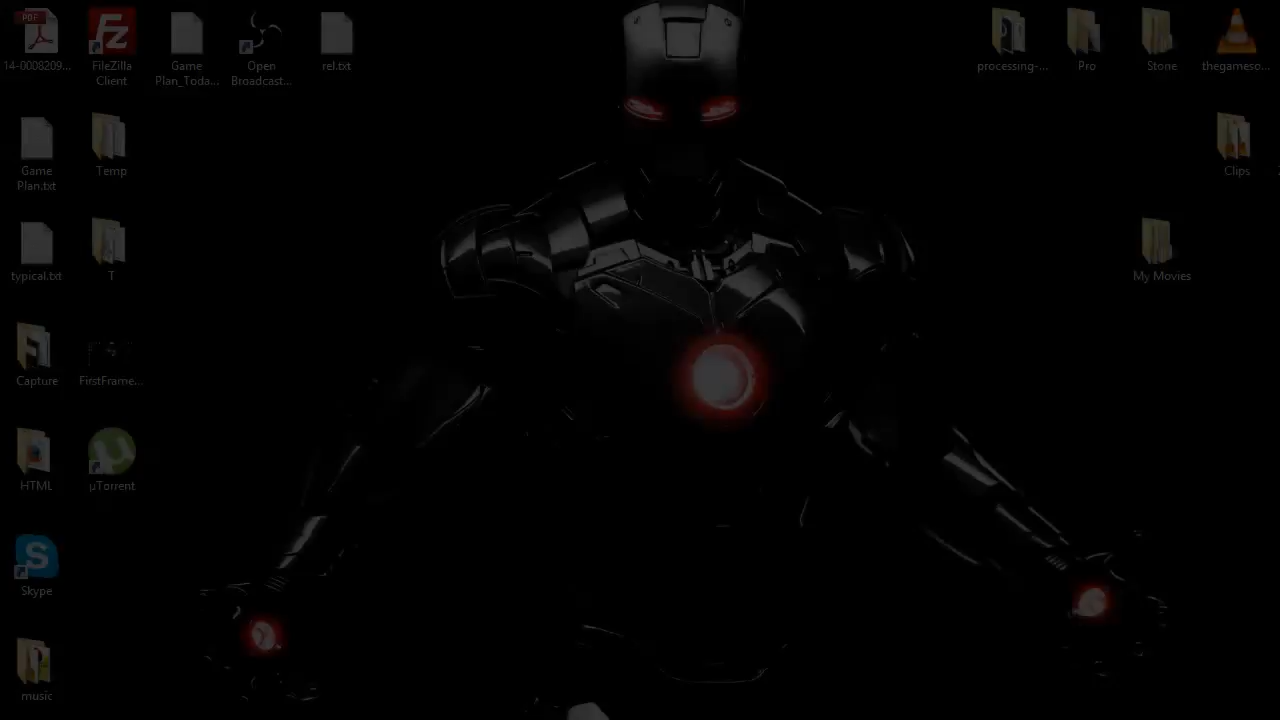 PDF
14-0008209...
FileZilla
Client
Game
Plan_Toda...
Open
Broadcast...
rel.txt
processing-...
Pro
Stone
thegameso...
Game
Plan.txt
Temp
Clips
typical.txt
T
My Movies
Capture
FirstFrame...
HTML
µTorrent
Skype
music